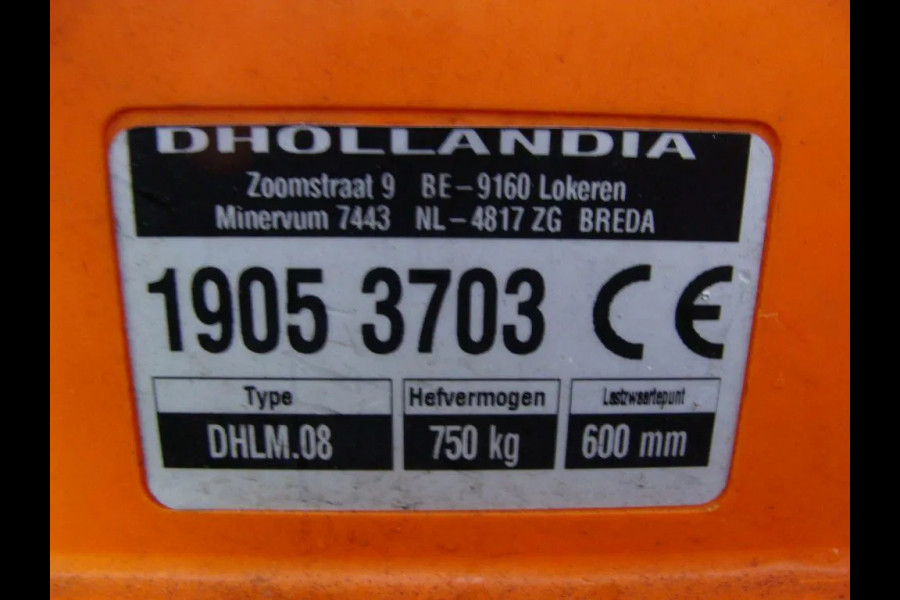 DHOLLANDIA
Zoomstraat 9 BE-9160 Lokeren
Minervum 7443 NL-4817 ZG BREDA
1905 3703 CE
Type Hefvermogen Lastzwaartepunt
DHLM.08 750 kg 600 mm